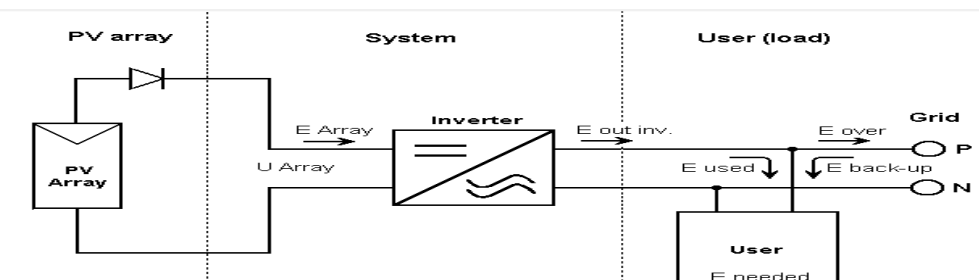 PV array
System
User (load)
Grid
Inverter
E Array
E out inv.
E over
P
U Array
E used
E back-up
PV
Array
N
User
E needed